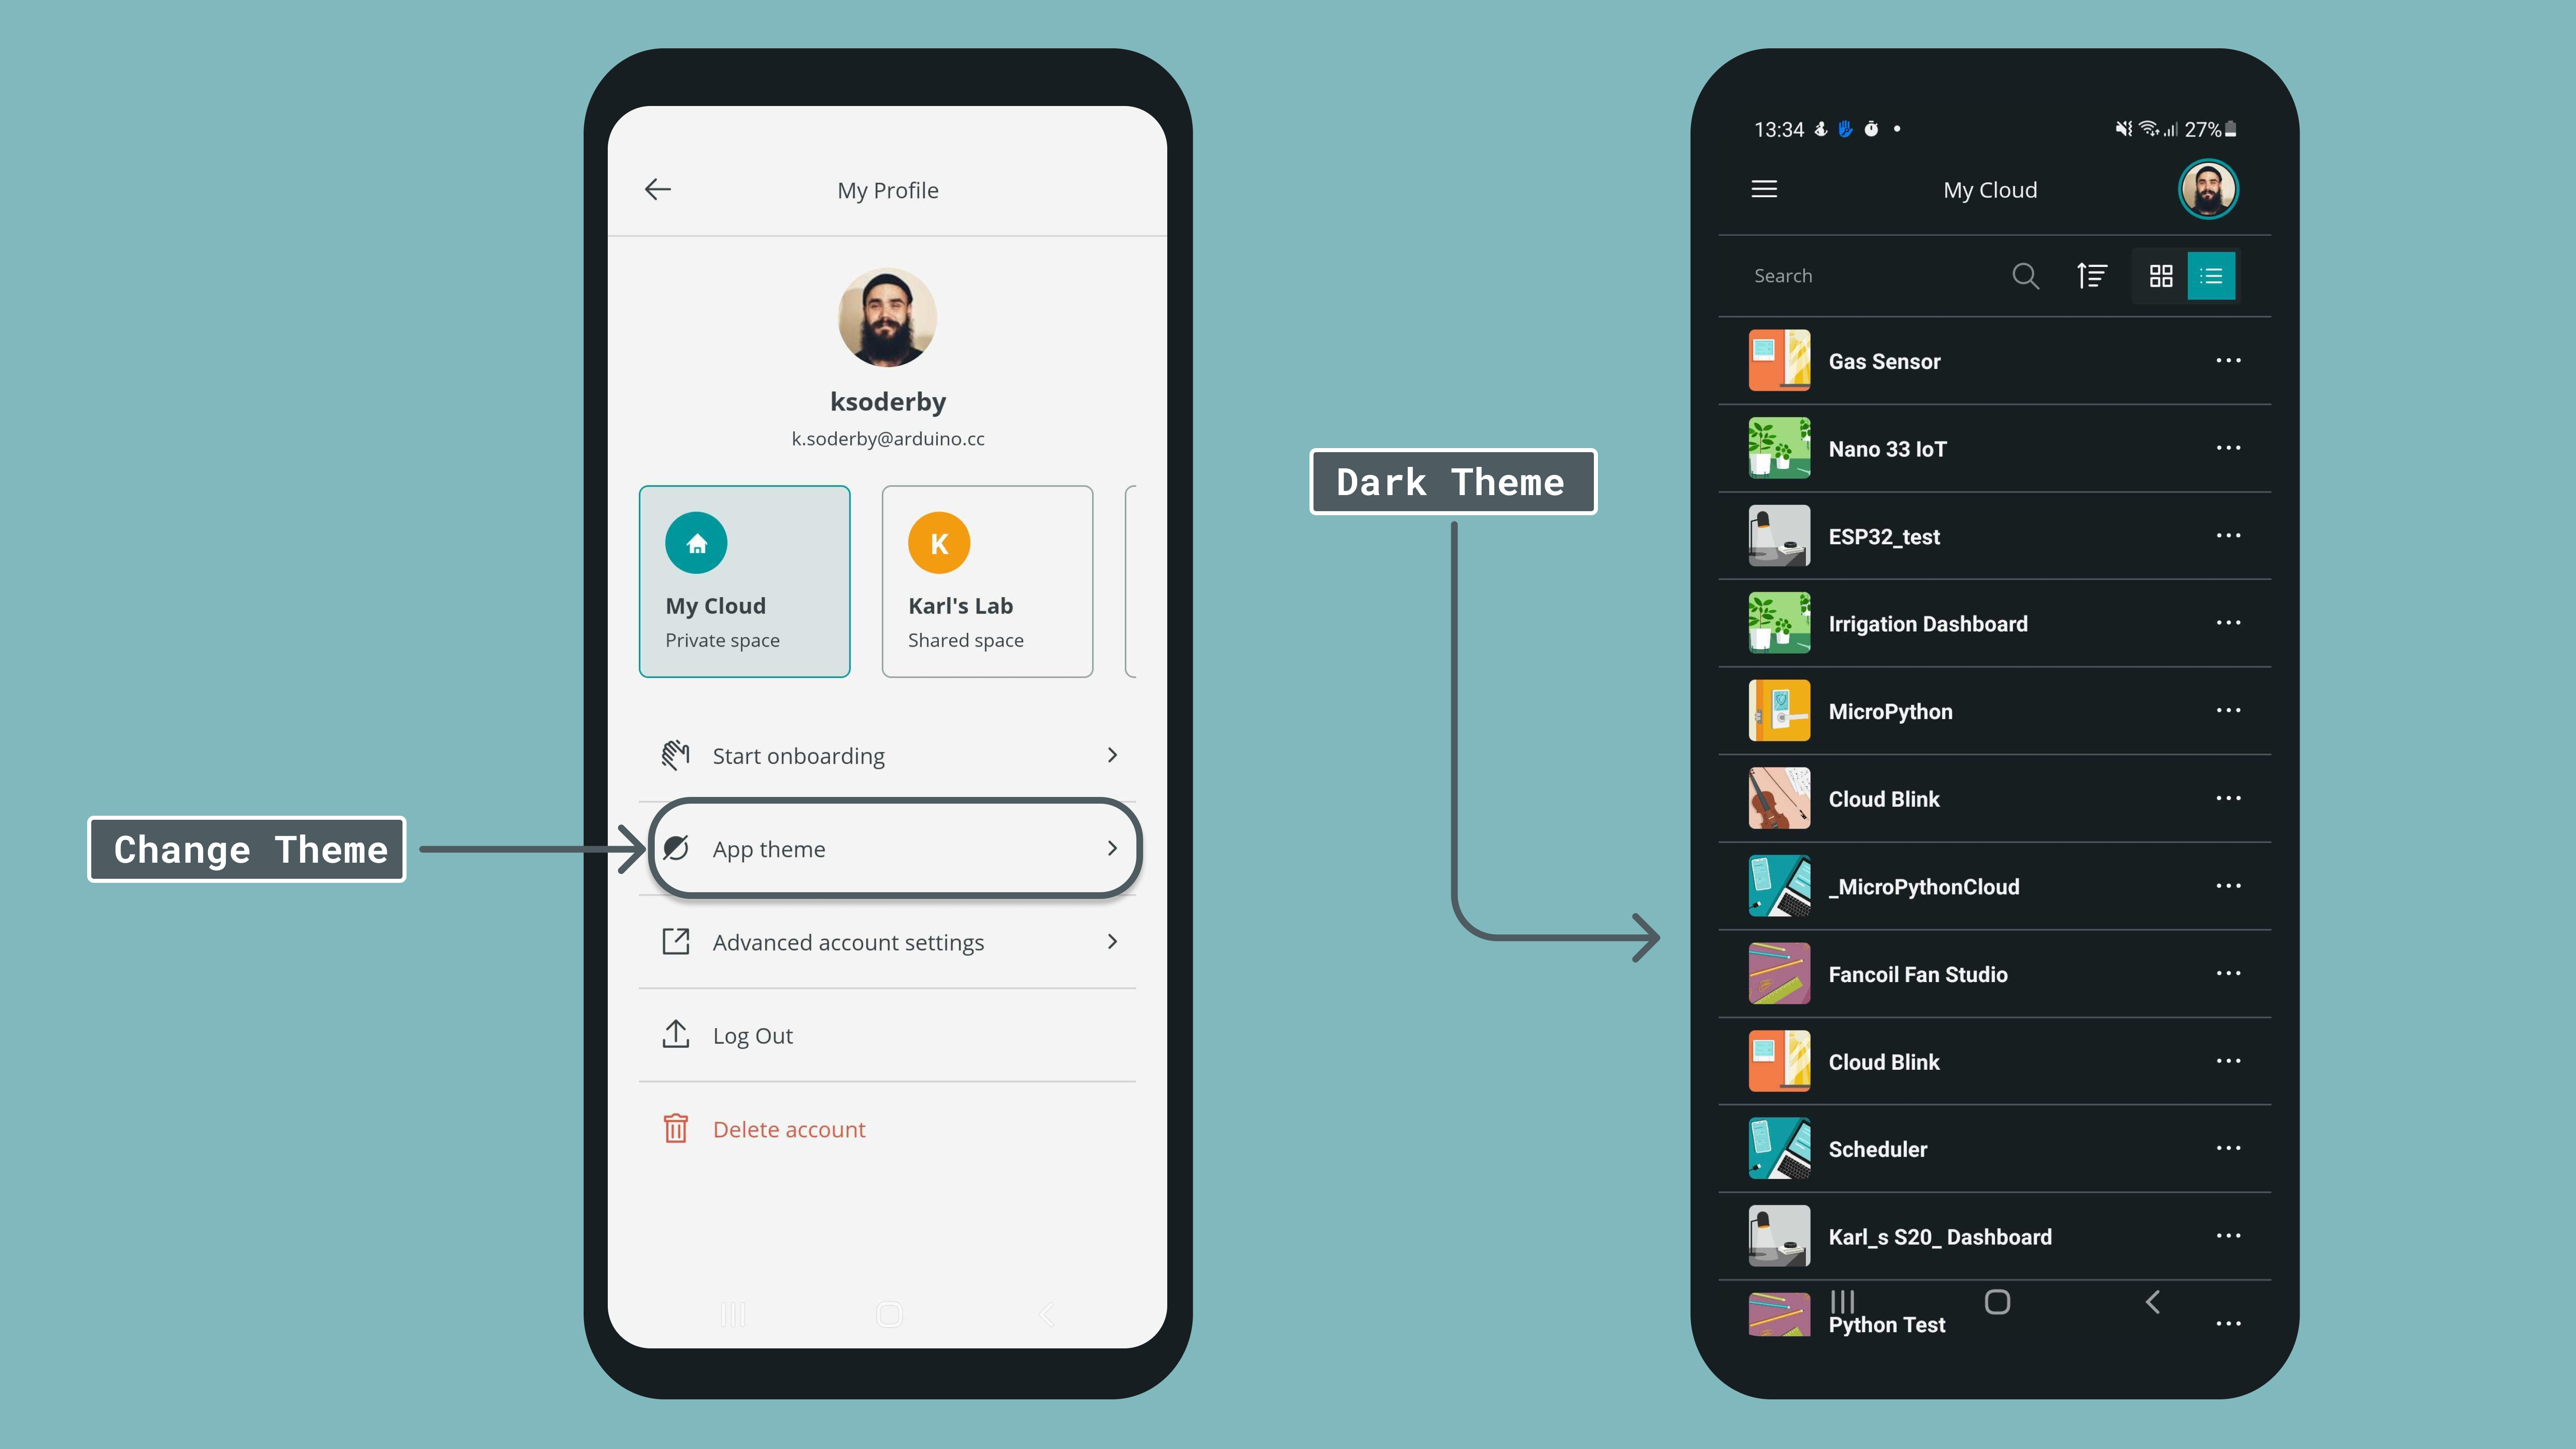 My Profile
ksoderby
k.soderby@arduino.cc
K
My Cloud
Private space
Karl's Lab
Shared space
Start onboarding
Change Theme
App theme
Advanced account settings
Log Out
Delete account
Dark Theme
13:34
27%
My Cloud
Search
Gas Sensor
Nano 33 IoT
ESP32_test
Irrigation Dashboard
MicroPython
Cloud Blink
_MicroPythonCloud
Fancoil Fan Studio
Cloud Blink
Scheduler
Karl_s S20_ Dashboard
Python Test